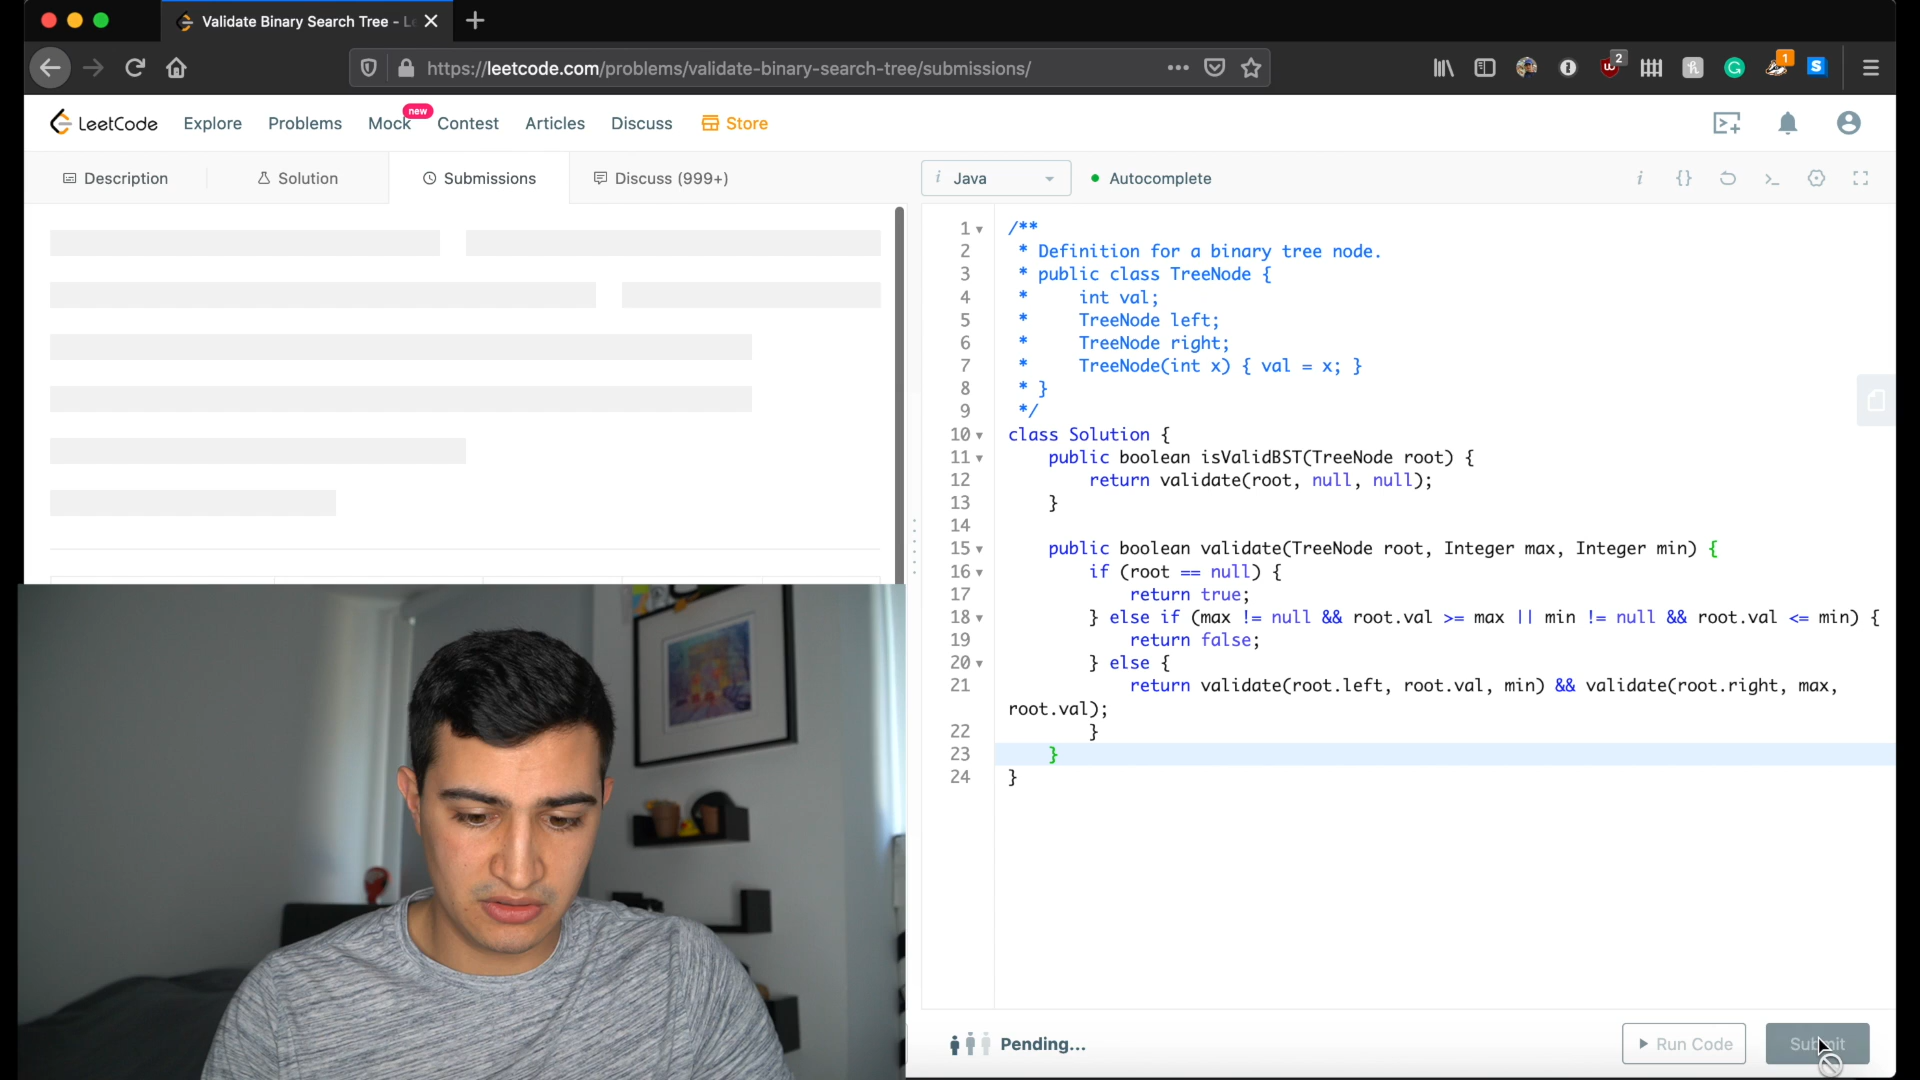 Validate Binary Search Tree - L
https://leetcode.com/problems/validate-binary-search-tree/submissions/
2
1
LeetCode
Explore
Problems
Mock
new
Contest
Articles
Discuss
Store
Description
Solution
Submissions
Discuss (999+)
i Java
Autocomplete
i {} >_
1 /**
2  * Definition for a binary tree node.
3  * public class TreeNode {
4  *     int val;
5  *     TreeNode left;
6  *     TreeNode right;
7  *     TreeNode(int x) { val = x; }
8  * }
9  */
10 class Solution {
11     public boolean isValidBST(TreeNode root) {
12         return validate(root, null, null);
13     }
14
15     public boolean validate(TreeNode root, Integer max, Integer min) {
16         if (root == null) {
17             return true;
18         } else if (max != null && root.val >= max || min != null && root.val <= min) {
19             return false;
20         } else {
21             return validate(root.left, root.val, min) && validate(root.right, max,
root.val);
22         }
23     }
24 }
Pending...
Run Code
Submit